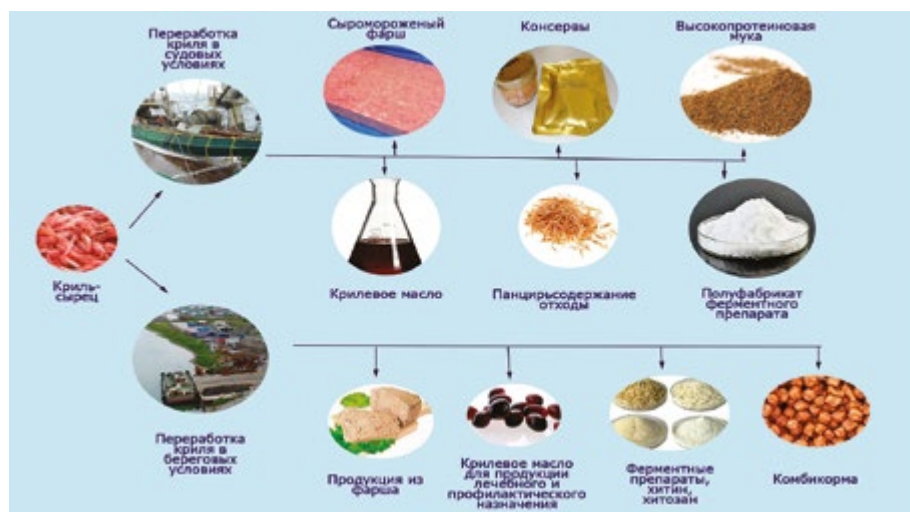 Переработка
криля в
судовых
условиях
Сыромороженый
фарш
Консервы
Высокопротеиновая
мука
Криль-
сырец
Крилевое масло
Панцирьсодержание
отходы
Полуфабрикат
ферментного
препарата
Переработка
криля в
береговых
условиях
Продукция из
фарша
Крилевое масло
для продукции
лечебного и
профилактического
назначения
Ферментные
препараты,
хитин,
хитозан
Комбикорма